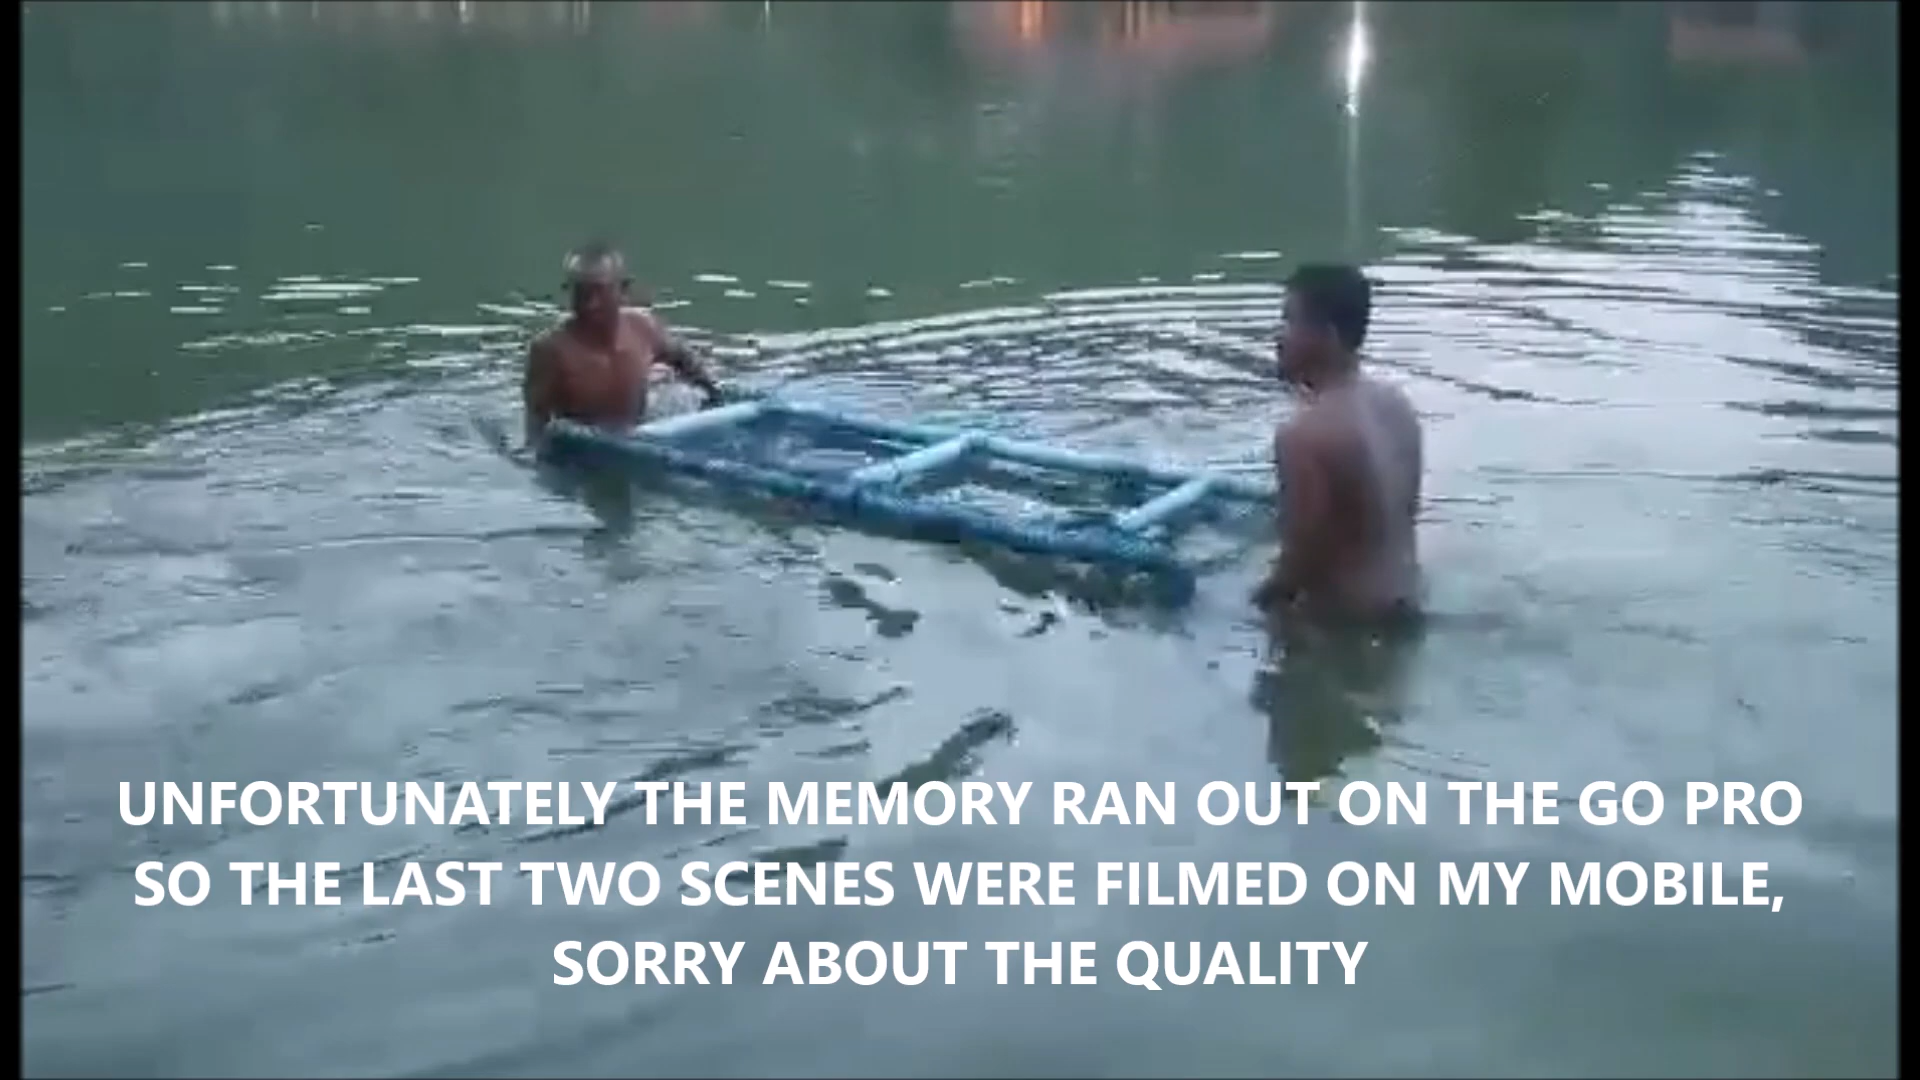 UNFORTUNATELY THE MEMORY RAN OUT ON THE GO PRO
SO THE LAST TWO SCENES WERE FILMED ON MY MOBILE,
SORRY ABOUT THE QUALITY